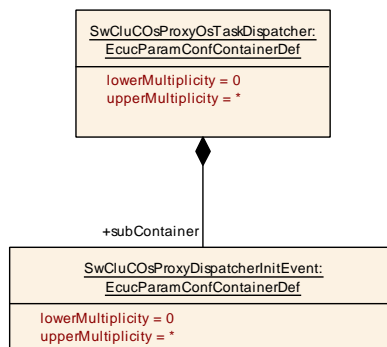 SwCluCOsProxyOsTaskDispatcher:
EcucParamConfContainerDef
lowerMultiplicity = 0
upperMultiplicity = *
+subContainer
SwCluCOsProxyDispatcherInitEvent:
EcucParamConfContainerDef
lowerMultiplicity = 0
upperMultiplicity = *